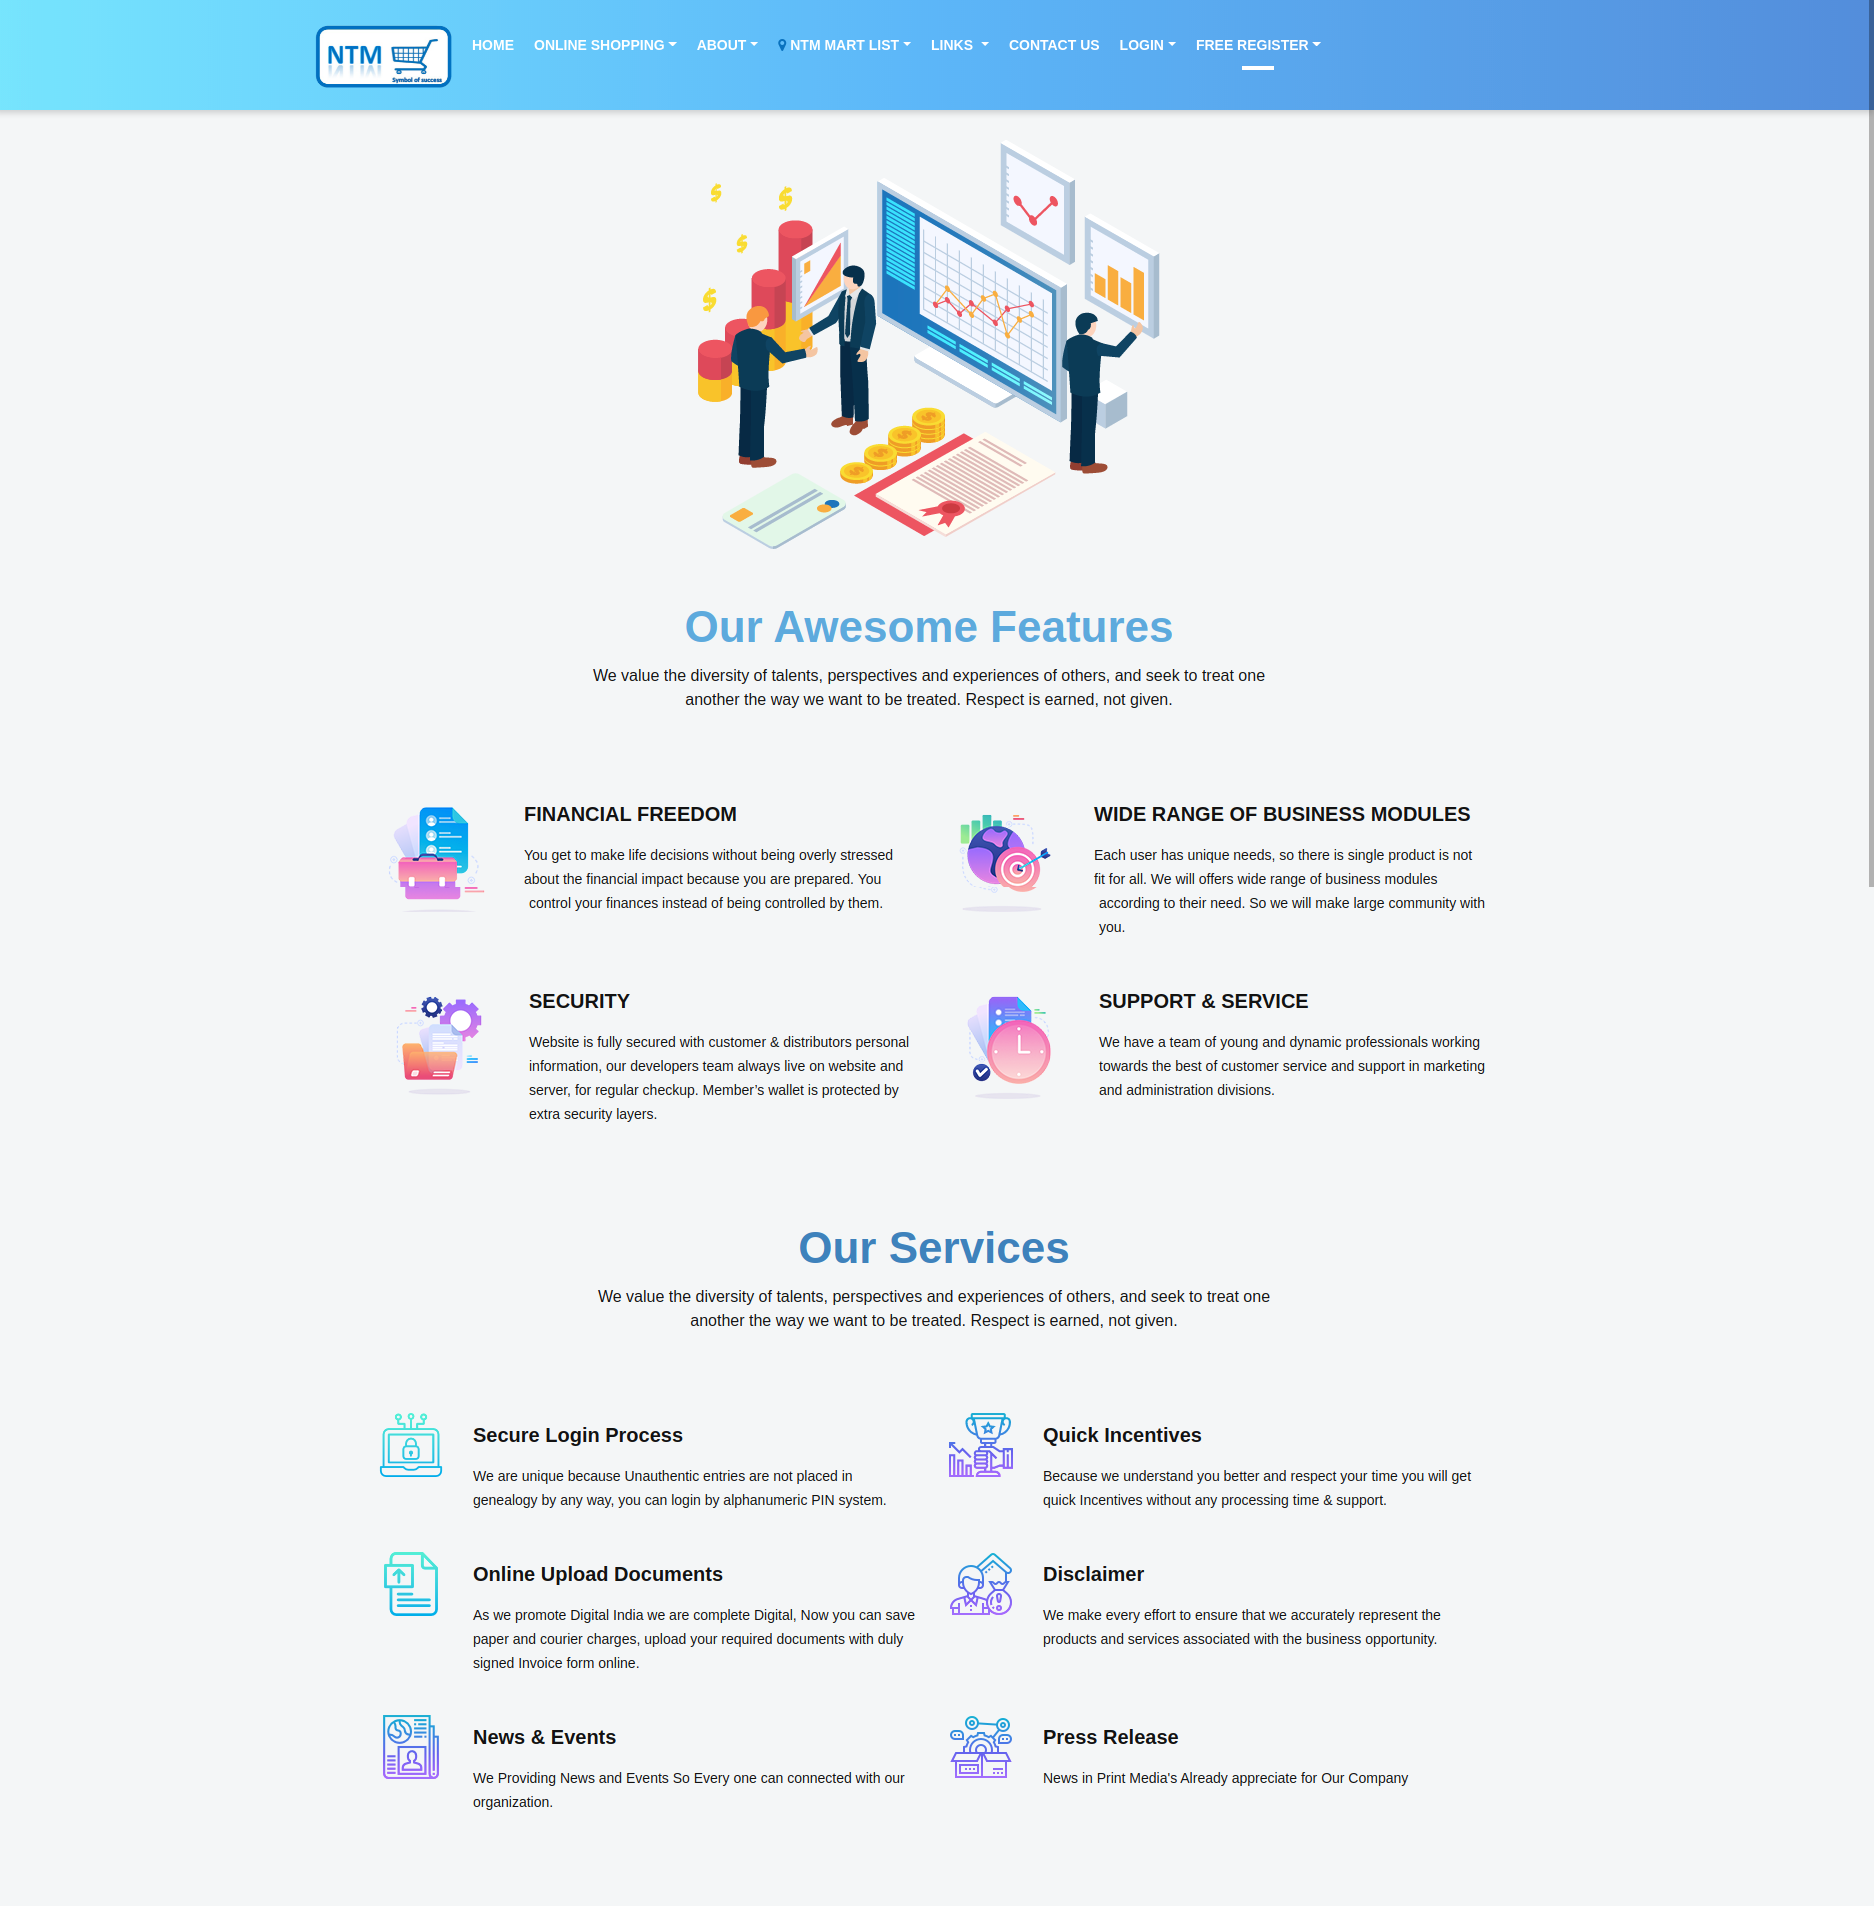 NTM
Symbol of success
HOME ONLINE SHOPPING ABOUT NTM MART LIST LINKS CONTACT US LOGIN FREE REGISTER
Our Awesome Features
We value the diversity of talents, perspectives and experiences of others, and seek to treat one
another the way we want to be treated. Respect is earned, not given.
FINANCIAL FREEDOM
You get to make life decisions without being overly stressed
about the financial impact because you are prepared. You
control your finances instead of being controlled by them.
WIDE RANGE OF BUSINESS MODULES
Each user has unique needs, so there is single product is not
fit for all. We will offers wide range of business modules
according to their need. So we will make large community with
you.
SECURITY
Website is fully secured with customer & distributors personal
information, our developers team always live on website and
server, for regular checkup. Member’s wallet is protected by
extra security layers.
SUPPORT & SERVICE
We have a team of young and dynamic professionals working
towards the best of customer service and support in marketing
and administration divisions.
Our Services
We value the diversity of talents, perspectives and experiences of others, and seek to treat one
another the way we want to be treated. Respect is earned, not given.
Secure Login Process
We are unique because Unauthentic entries are not placed in
genealogy by any way, you can login by alphanumeric PIN system.
Quick Incentives
Because we understand you better and respect your time you will get
quick Incentives without any processing time & support.
Online Upload Documents
As we promote Digital India we are complete Digital, Now you can save
paper and courier charges, upload your required documents with duly
signed Invoice form online.
Disclaimer
We make every effort to ensure that we accurately represent the
products and services associated with the business opportunity.
News & Events
We Providing News and Events So Every one can connected with our
organization.
Press Release
News in Print Media's Already appreciate for Our Company